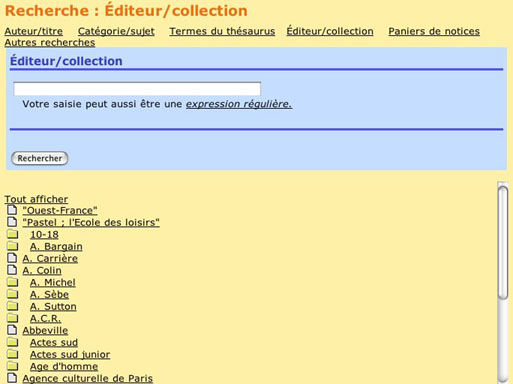 Recherche : Éditeur/collection
Auteur/titre Catégorie/sujet Termes du thésaurus Éditeur/collection Paniers de notices
Autres recherches
Éditeur/collection
Votre saisie peut aussi être une expression régulière.
Rechercher
Tout afficher
"Ouest-France"
"Pastel ; l'Ecole des loisirs"
10-18
A. Bargain
A. Carrière
A. Colin
A. Michel
A. Sèbe
A. Sutton
A.C.R.
Abbeville
Actes sud
Actes sud junior
Age d'homme
Agence culturelle de Paris